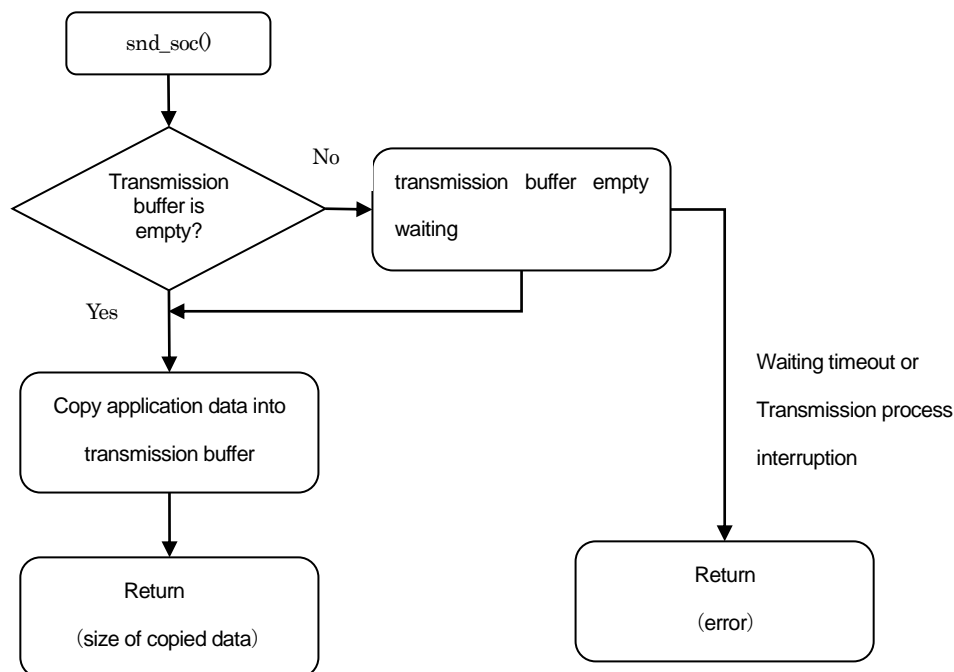 snd_soc()
No
Transmission
buffer is
empty?
transmission buffer empty
waiting
Yes
Copy application data into
transmission buffer
Waiting timeout or
Transmission process
interruption
Return
（size of copied data）
Return
（error）